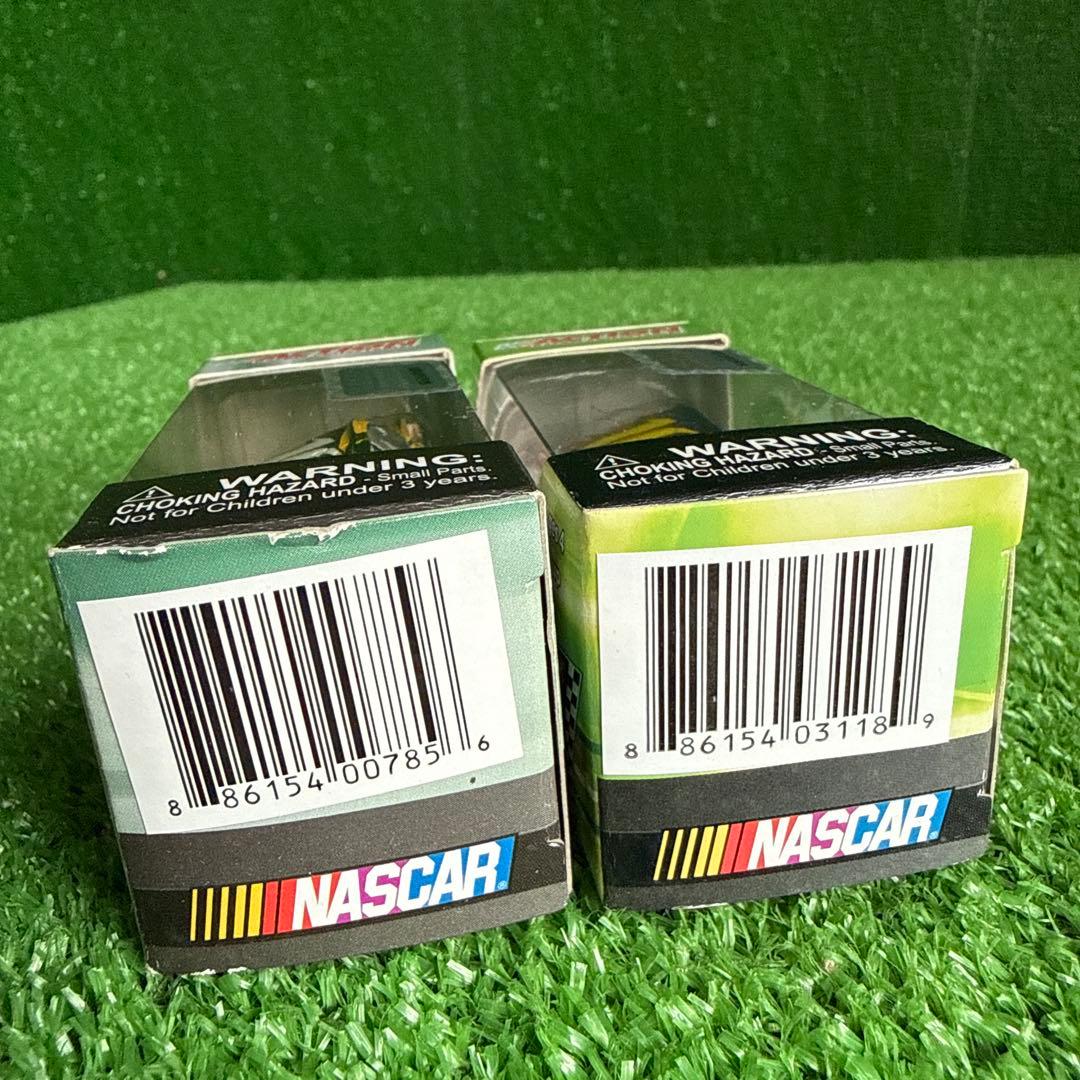 WARNING:
CHOKING HAZARD - Small Parts.
Not for Children under 3 years.
8 86154 00785 6
NASCAR®
WARNING:
CHOKING HAZARD - Small Parts.
Not for Children under 3 years.
8 86154 03118 9
NASCAR®